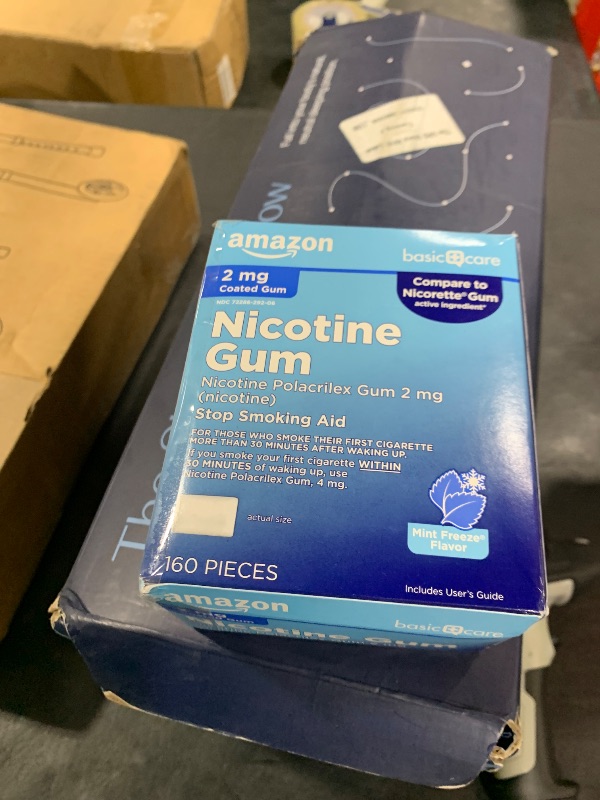 amazon
basic care
2 mg
Coated Gum
Compare to
Nicorette® Gum
active ingredient*
Nicotine
Gum
Nicotine Polacrilex Gum 2 mg
(nicotine)
Stop Smoking Aid
FOR THOSE WHO SMOKE THEIR FIRST CIGARETTE
MORE THAN 30 MINUTES AFTER WAKING UP.
If you smoke your first cigarette WITHIN
30 MINUTES of waking up, use
Nicotine Polacrilex Gum, 4 mg.
actual size
Mint Freeze®
Flavor
160 PIECES
Includes User's Guide
amazon
basic care
Nicotine Gum